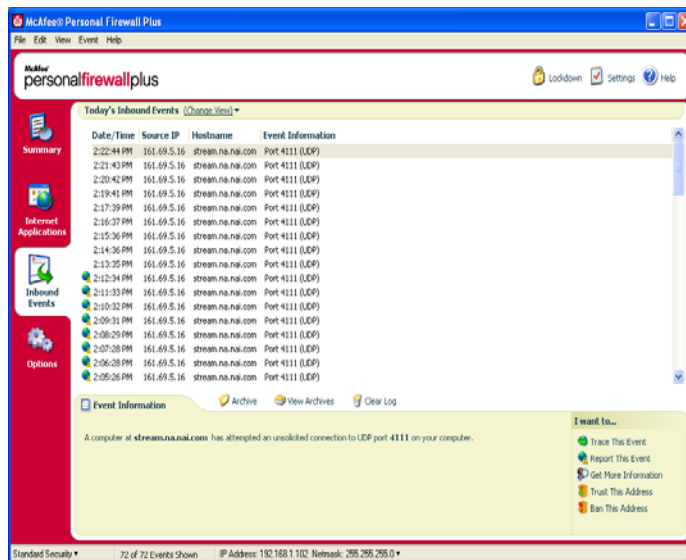 McAfee® Personal Firewall Plus
File Edit View Event Help
McAfee®
personalfirewallplus
Lockdown Settings Help
Today's Inbound Events (Change View)
Summary
Internet Applications
Inbound Events
Options
Date/Time Source IP Hostname Event Information
2:22:44 PM 161.69.5.16 stream.na.nai.com Port 4111 (UDP)
2:21:43 PM 161.69.5.16 stream.na.nai.com Port 4111 (UDP)
2:20:42 PM 161.69.5.16 stream.na.nai.com Port 4111 (UDP)
2:19:41 PM 161.69.5.16 stream.na.nai.com Port 4111 (UDP)
2:17:39 PM 161.69.5.16 stream.na.nai.com Port 4111 (UDP)
2:16:37 PM 161.69.5.16 stream.na.nai.com Port 4111 (UDP)
2:15:36 PM 161.69.5.16 stream.na.nai.com Port 4111 (UDP)
2:14:36 PM 161.69.5.16 stream.na.nai.com Port 4111 (UDP)
2:13:35 PM 161.69.5.16 stream.na.nai.com Port 4111 (UDP)
2:12:34 PM 161.69.5.16 stream.na.nai.com Port 4111 (UDP)
2:11:33 PM 161.69.5.16 stream.na.nai.com Port 4111 (UDP)
2:10:32 PM 161.69.5.16 stream.na.nai.com Port 4111 (UDP)
2:09:31 PM 161.69.5.16 stream.na.nai.com Port 4111 (UDP)
2:08:29 PM 161.69.5.16 stream.na.nai.com Port 4111 (UDP)
2:07:28 PM 161.69.5.16 stream.na.nai.com Port 4111 (UDP)
2:06:28 PM 161.69.5.16 stream.na.nai.com Port 4111 (UDP)
2:05:26 PM 161.69.5.16 stream.na.nai.com Port 4111 (UDP)
Event Information
Archive View Archives Clear Log
A computer at stream.na.nai.com has attempted an unsolicited connection to UDP port 4111 on your computer.
I want to...
Trace This Event
Report This Event
Get More Information
Trust This Address
Ban This Address
Standard Security 72 of 72 Events Shown IP Address: 192.168.1.102 Netmask: 255.255.255.0